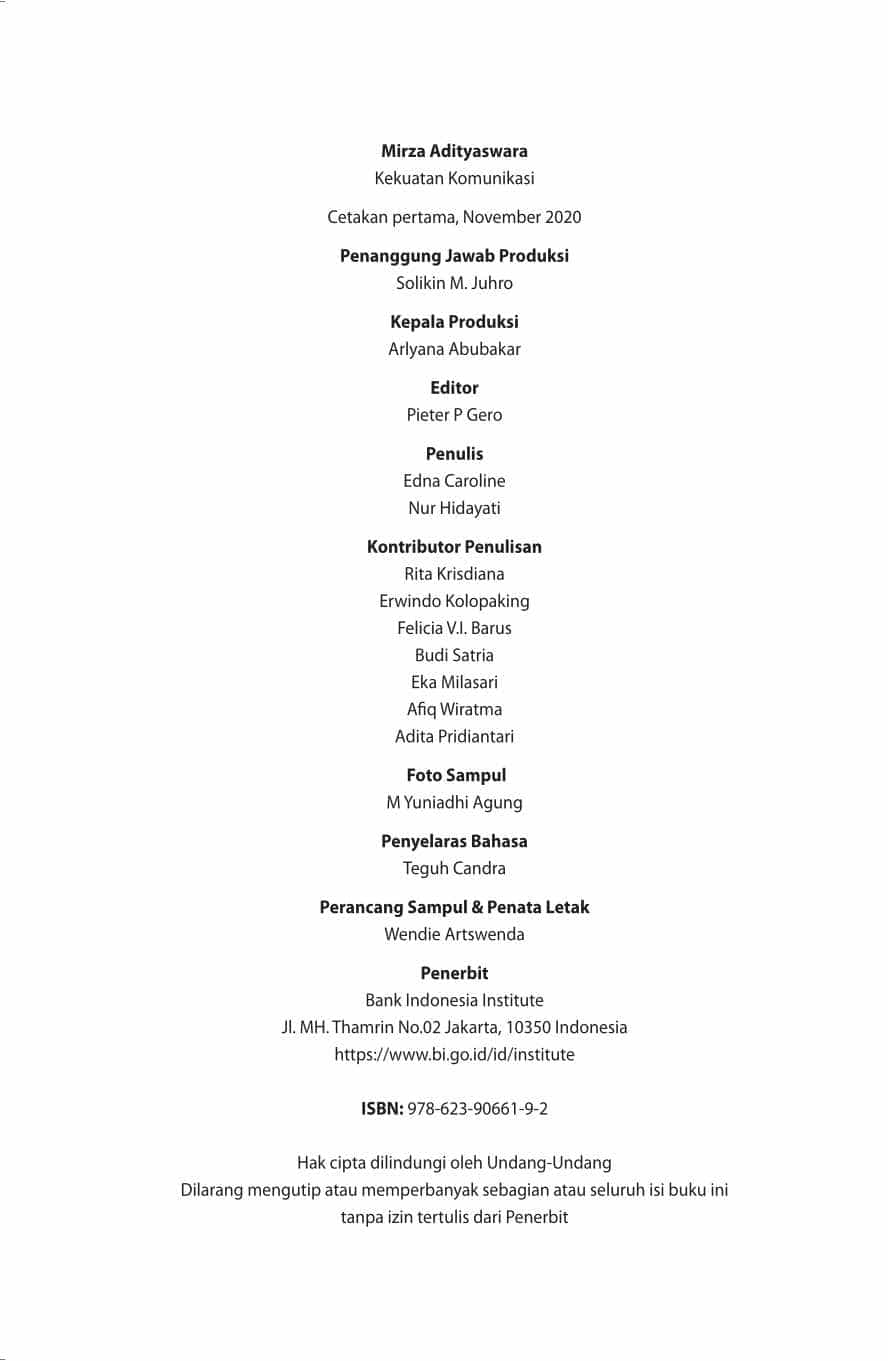 Mirza Adityaswara
Kekuatan Komunikasi
Cetakan pertama, November 2020
Penanggung Jawab Produksi
Solikin M. Juhro
Kepala Produksi
Arlyana Abubakar
Editor
Pieter P Gero
Penulis
Edna Caroline
Nur Hidayati
Kontributor Penulisan
Rita Krisdiana
Erwindo Kolopaking
Felicia V.I. Barus
Budi Satria
Eka Milasari
Afiq Wiratma
Adita Pridiantari
Foto Sampul
M Yuniadhi Agung
Penyelaras Bahasa
Teguh Candra
Perancang Sampul & Penata Letak
Wendie Artswenda
Penerbit
Bank Indonesia Institute
Jl. MH. Thamrin No.02 Jakarta, 10350 Indonesia
https://www.bi.go.id/id/institute
ISBN: 978-623-90661-9-2
Hak cipta dilindungi oleh Undang-Undang
Dilarang mengutip atau memperbanyak sebagian atau seluruh isi buku ini
tanpa izin tertulis dari Penerbit